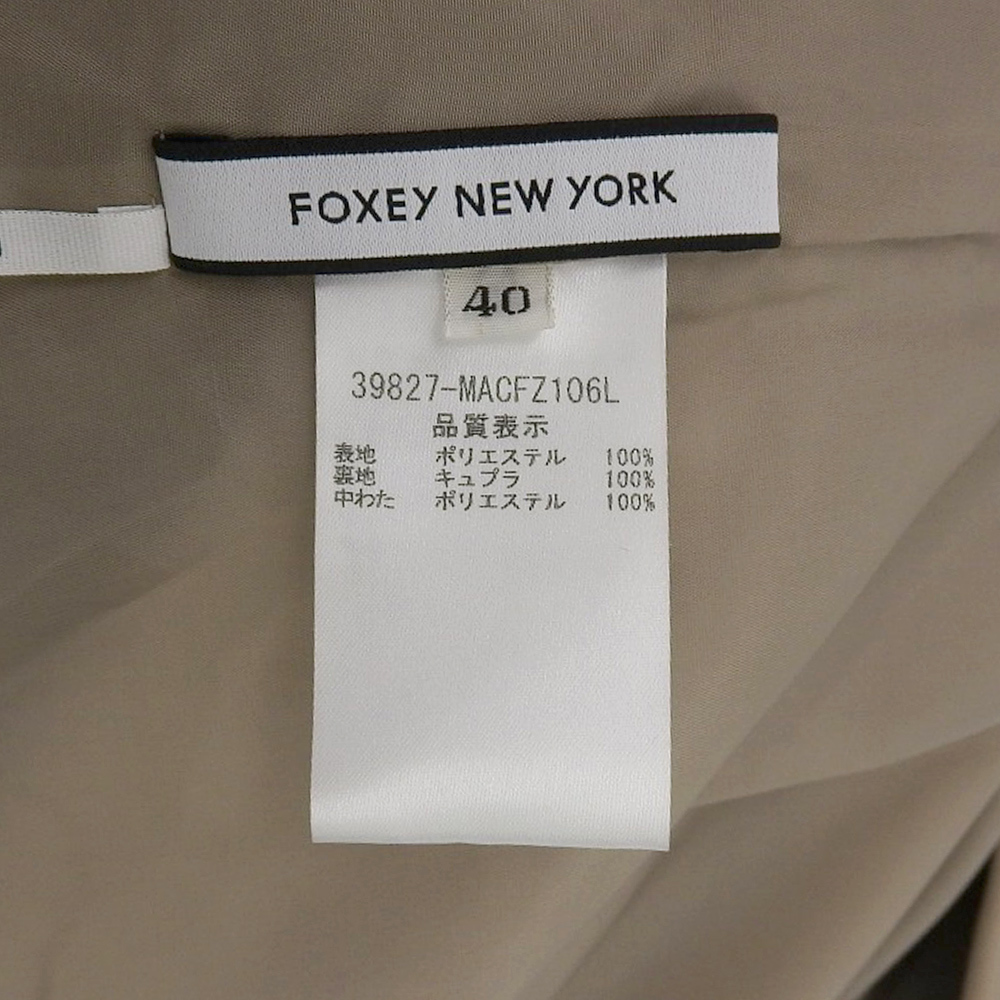 FOXEY NEW YORK
40
39827-MACFZ106L
品質表示
表地 ポリエステル 100%
裏地 キュプラ 100%
中わた ポリエステル 100%